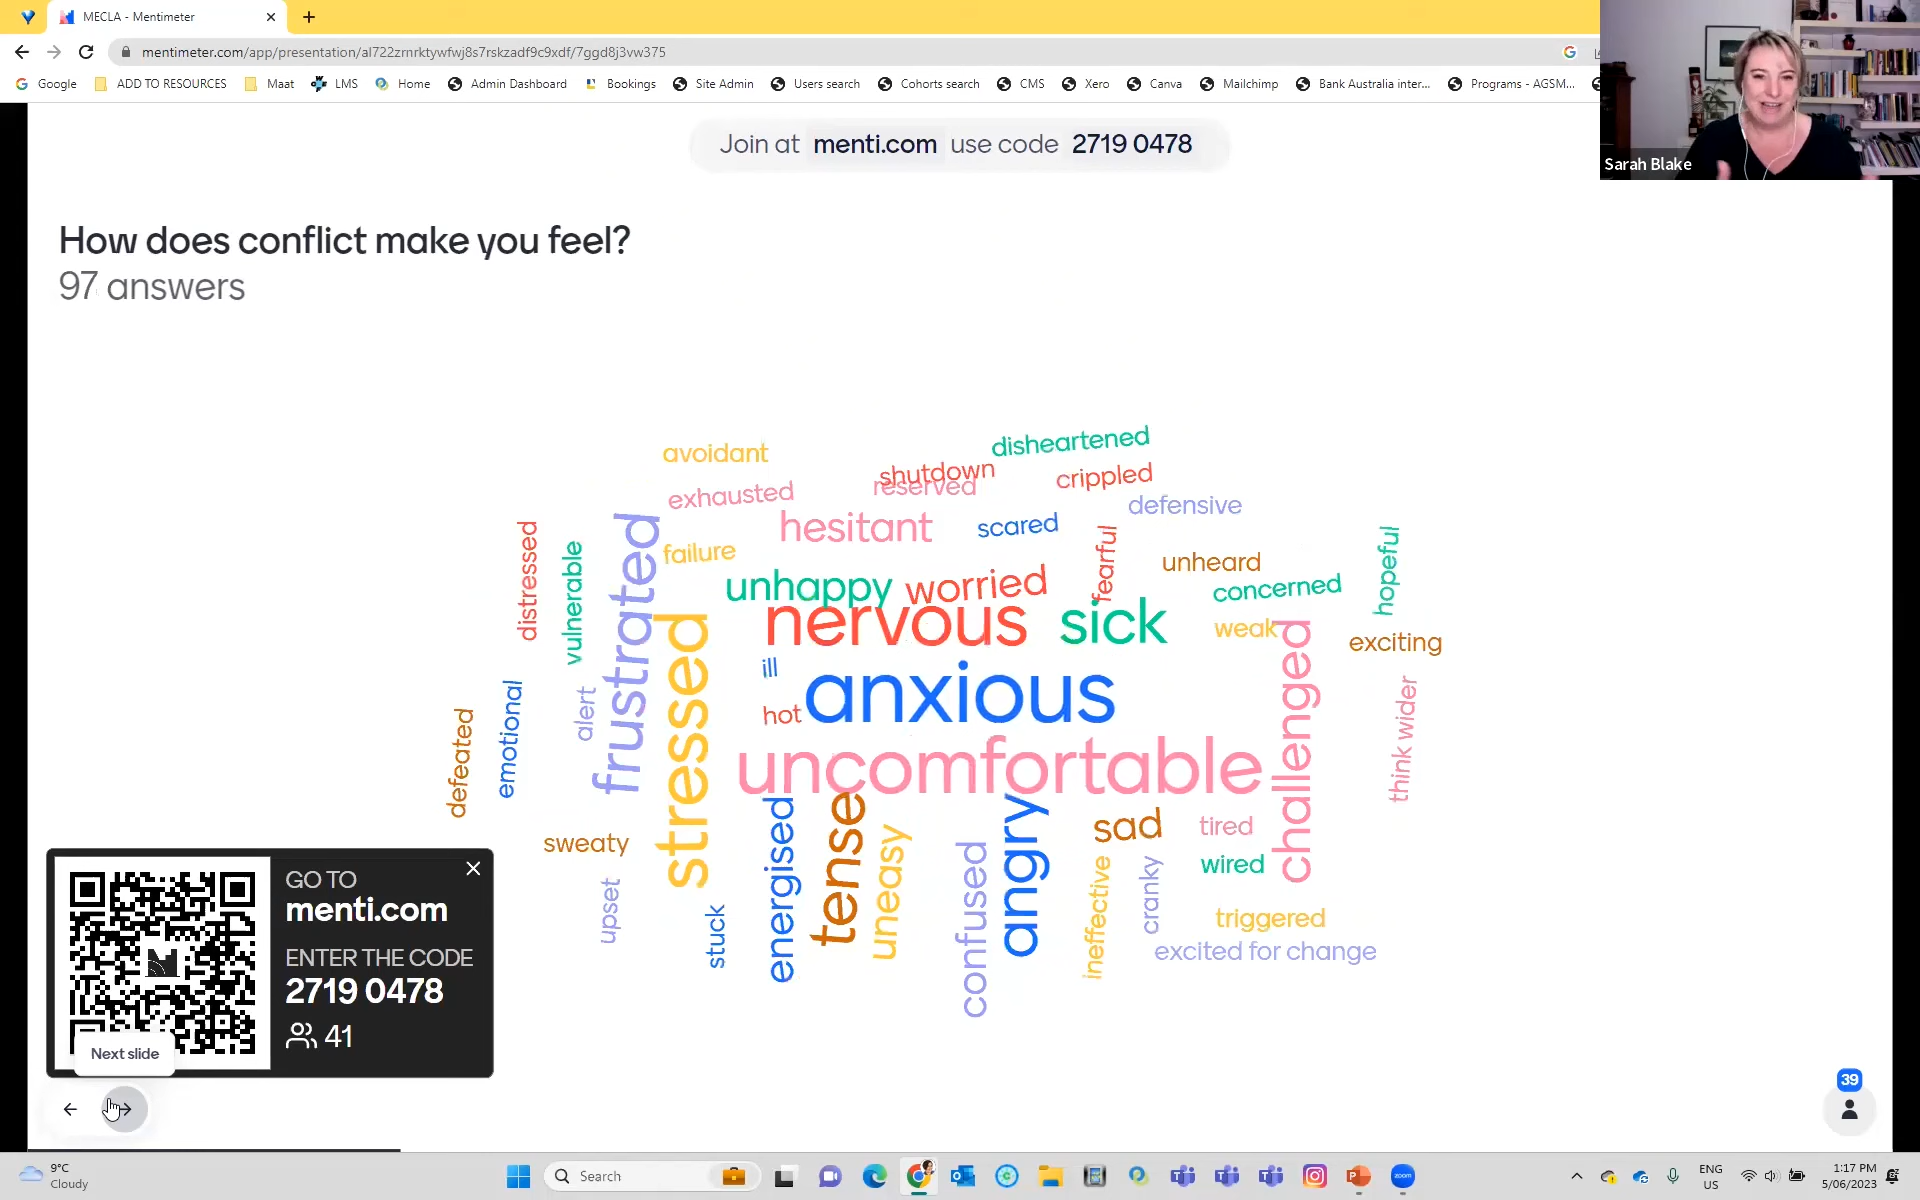 MECLA - Mentimeter
mentimeter.com/app/presentation/al722zrnrktywfwj8s7rskzadf9c9xdf/7ggd8j3vw375
Google
ADD TO RESOURCES
Maat
LMS
Home
Admin Dashboard
Bookings
Site Admin
Users search
Cohorts search
CMS
Xero
Canva
Mailchimp
Bank Australia inter...
Programs - AGSM...
Sarah Blake
Join at menti.com use code 2719 0478
How does conflict make you feel?
97 answers
avoidant
disheartened
shutdown
reserved
crippled
exhausted
defensive
hesitant
scared
distressed
vulnerable
frustrated
failure
fearful
unheard
hopeful
unhappy
worried
concerned
nervous
sick
weak
exciting
ill
anxious
challenged
think wider
defeated
emotional
alert
stressed
hot
uncomfortable
sweaty
energised
tense
uneasy
confused
angry
sad
tired
wired
upset
stuck
ineffective
cranky
triggered
excited for change
GO TO
menti.com
ENTER THE CODE
2719 0478
41
Next slide
39
9°C
Cloudy
Search
zoom
ENG
US
1:17 PM
5/06/2023